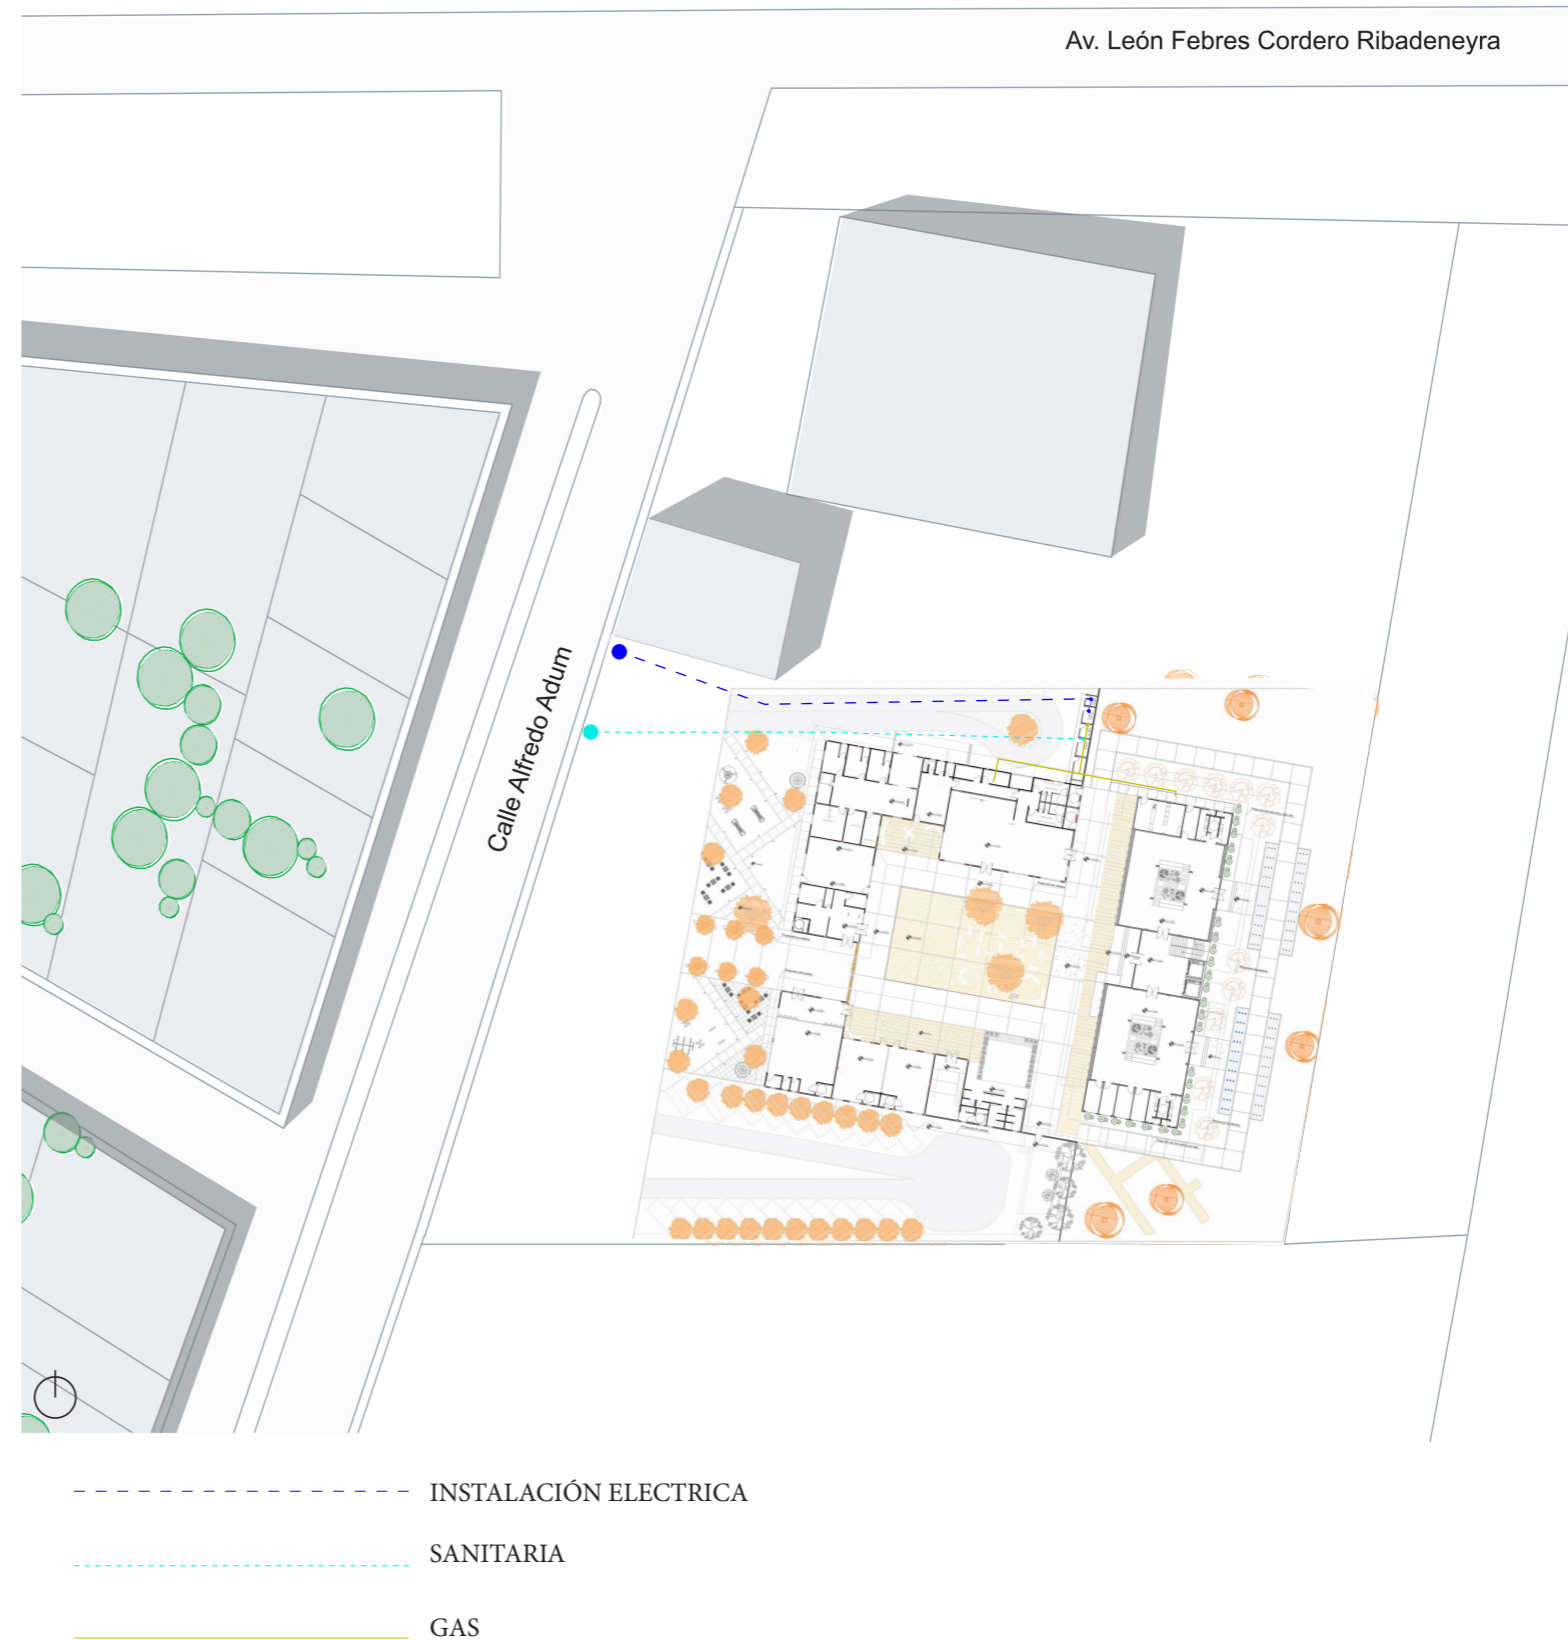 Av. León Febres Cordero Ribadeneyra
Calle Alfredo Adum
INSTALACIÓN ELECTRICA
SANITARIA
GAS